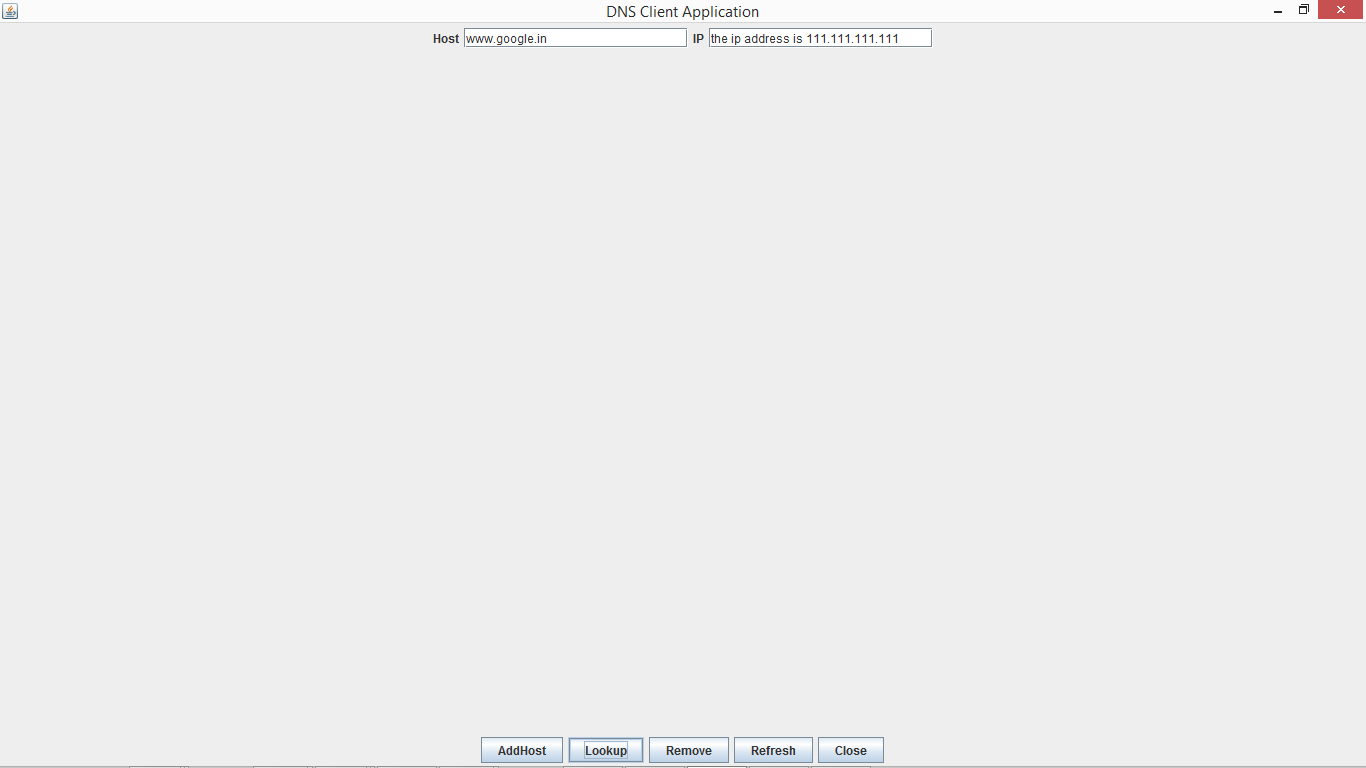 DNS Client Application
Host www.google.in IP the ip address is 111.111.111.111
AddHost Lookup Remove Refresh Close